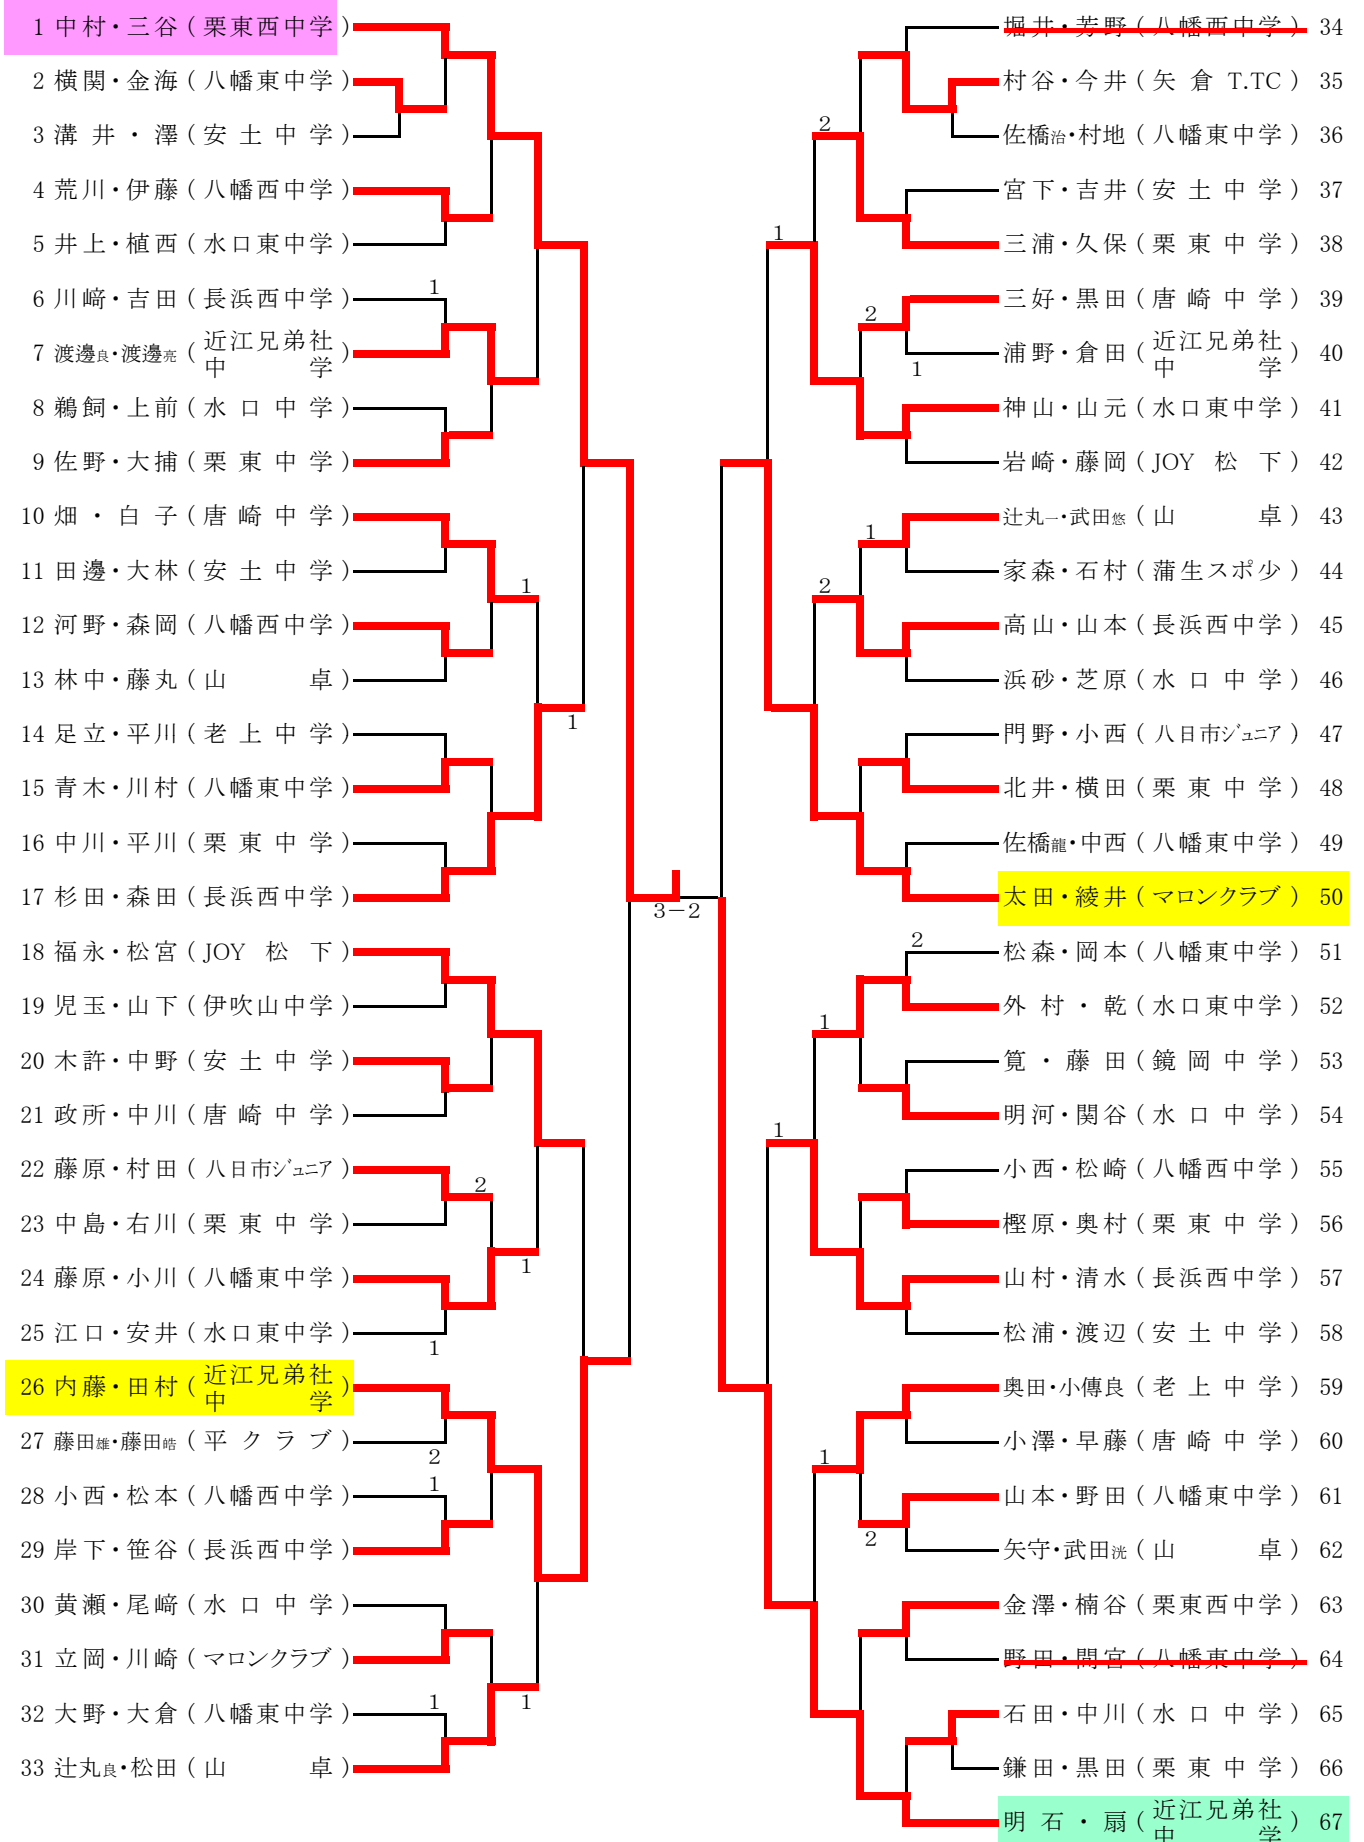 1 中村・三谷 ( 栗東西中学 )
2 横関・金海 ( 八幡東中学 )
3 溝井・澤 ( 安土中学 )
4 荒川・伊藤 ( 八幡西中学 )
5 井上・植西 ( 水口東中学 )
6 川﨑・吉田 ( 長浜西中学 ) 1
7 渡邊良・渡邊亮 ( 近江兄弟社中学 )
8 鵜飼・上前 ( 水口中学 )
9 佐野・大捕 ( 栗東中学 )
10 畑・白子 ( 唐崎中学 )
11 田邊・大林 ( 安土中学 )
1
12 河野・森岡 ( 八幡西中学 )
13 林中・藤丸 ( 山卓 )
1
14 足立・平川 ( 老上中学 )
15 青木・川村 ( 八幡東中学 )
16 中川・平川 ( 栗東中学 )
17 杉田・森田 ( 長浜西中学 )
18 福永・松宮 ( JOY 松下 )
19 児玉・山下 ( 伊吹山中学 )
20 木許・中野 ( 安土中学 )
21 政所・中川 ( 唐崎中学 )
22 藤原・村田 ( 八日市ジュニア )
2
23 中島・右川 ( 栗東中学 )
1
24 藤原・小川 ( 八幡東中学 )
25 江口・安井 ( 水口東中学 )
1
26 内藤・田村 ( 近江兄弟社中学 )
27 藤田雄・藤田皓 ( 平クラブ )
2
1
28 小西・松本 ( 八幡西中学 )
29 岸下・笹谷 ( 長浜西中学 )
30 黄瀬・尾﨑 ( 水口中学 )
31 立岡・川崎 ( マロンクラブ )
1
1
32 大野・大倉 ( 八幡東中学 )
33 辻丸良・松田 ( 山卓 )
3-2
堀井・芳野 ( 八幡西中学 ) 34
村谷・今井 ( 矢倉 T.TC ) 35
2
佐橋治・村地 ( 八幡東中学 ) 36
宮下・吉井 ( 安土中学 ) 37
1
三浦・久保 ( 栗東中学 ) 38
三好・黒田 ( 唐崎中学 ) 39
2
浦野・倉田 ( 近江兄弟社中学 ) 40
1
神山・山元 ( 水口東中学 ) 41
岩崎・藤岡 ( JOY 松下 ) 42
辻丸一・武田悠 ( 山卓 ) 43
1
家森・石村 ( 蒲生スポ少 ) 44
2
高山・山本 ( 長浜西中学 ) 45
浜砂・芝原 ( 水口中学 ) 46
門野・小西 ( 八日市ジュニア ) 47
北井・横田 ( 栗東中学 ) 48
佐橋龍・中西 ( 八幡東中学 ) 49
太田・綾井 ( マロンクラブ ) 50
2
松森・岡本 ( 八幡東中学 ) 51
外村・乾 ( 水口東中学 ) 52
1
筧・藤田 ( 鏡岡中学 ) 53
明河・関谷 ( 水口中学 ) 54
1
小西・松崎 ( 八幡西中学 ) 55
樫原・奥村 ( 栗東中学 ) 56
山村・清水 ( 長浜西中学 ) 57
松浦・渡辺 ( 安土中学 ) 58
奥田・小傳良 ( 老上中学 ) 59
小澤・早藤 ( 唐崎中学 ) 60
1
山本・野田 ( 八幡東中学 ) 61
2
矢守・武田洸 ( 山卓 ) 62
金澤・楠谷 ( 栗東西中学 ) 63
野田・間宮 ( 八幡東中学 ) 64
石田・中川 ( 水口中学 ) 65
鎌田・黒田 ( 栗東中学 ) 66
明石・扇 ( 近江兄弟社中学 ) 67